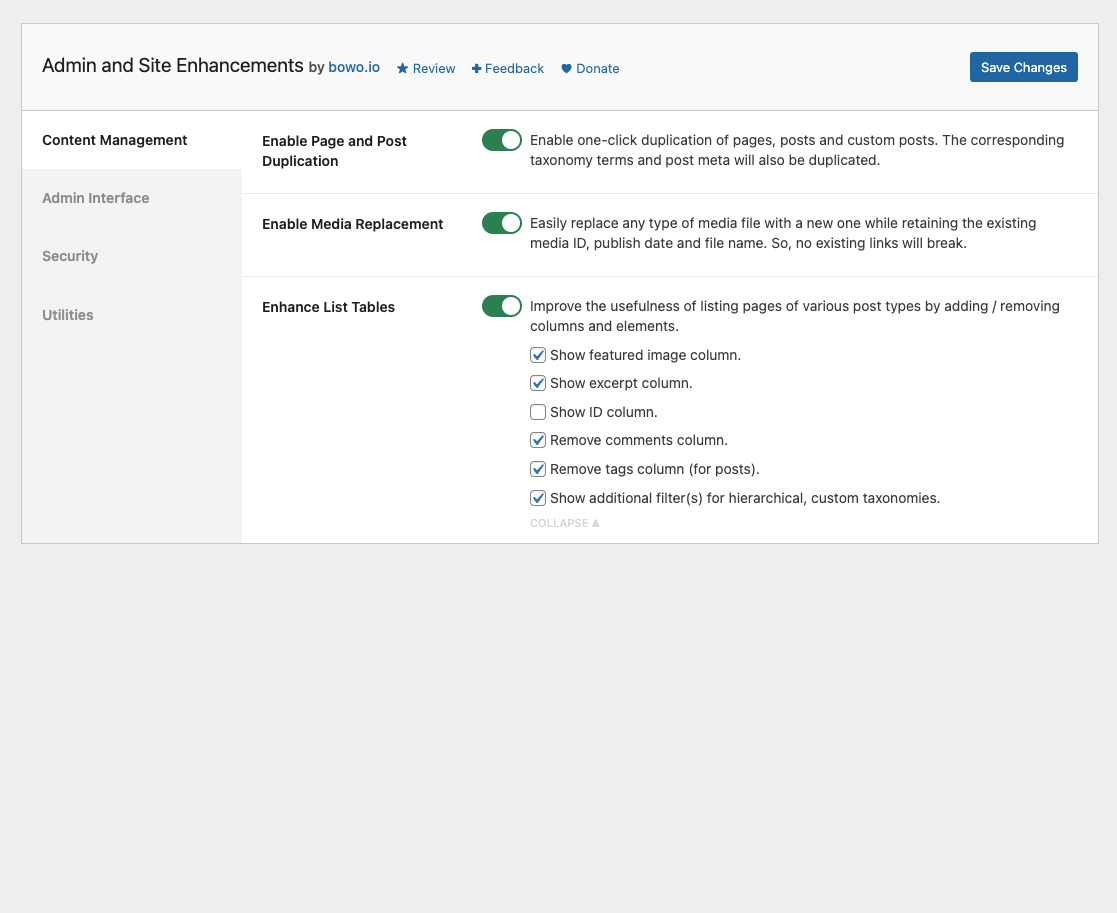 Admin and Site Enhancements by bowo.io Review Feedback Donate
Save Changes
Content Management
Admin Interface
Security
Utilities
Enable Page and Post
Duplication
Enable one-click duplication of pages, posts and custom posts. The corresponding
taxonomy terms and post meta will also be duplicated.
Enable Media Replacement
Easily replace any type of media file with a new one while retaining the existing
media ID, publish date and file name. So, no existing links will break.
Enhance List Tables
Improve the usefulness of listing pages of various post types by adding / removing
columns and elements.
Show featured image column.
Show excerpt column.
Show ID column.
Remove comments column.
Remove tags column (for posts).
Show additional filter(s) for hierarchical, custom taxonomies.
COLLAPSE ▲